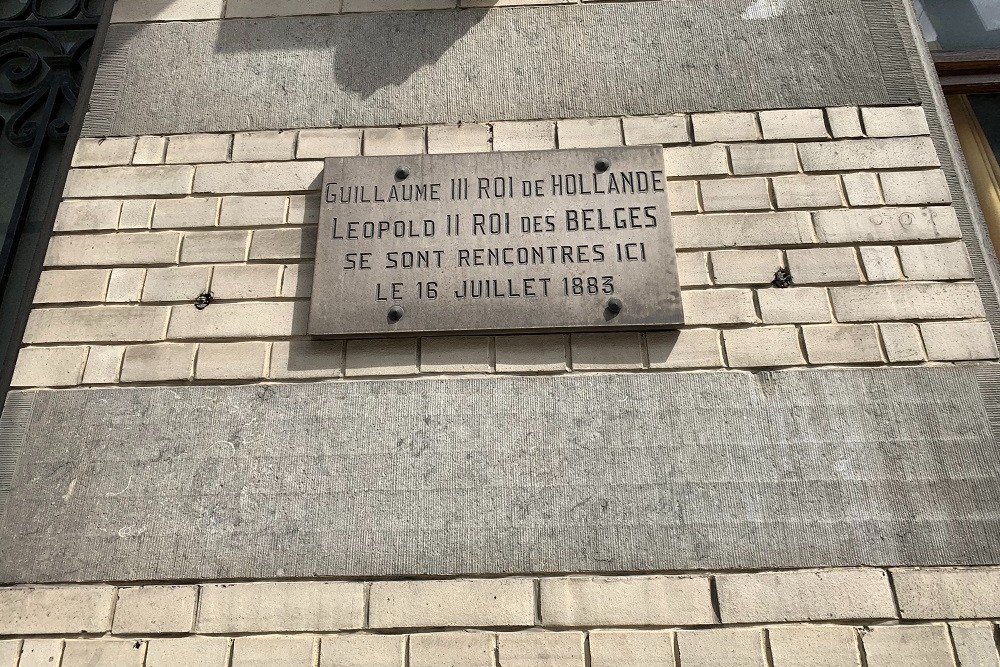 GUILLAUME III ROI DE HOLLANDE
LEOPOLD II ROI DES BELGES
SE SONT RENCONTRES ICI
LE 16 JUILLET 1883